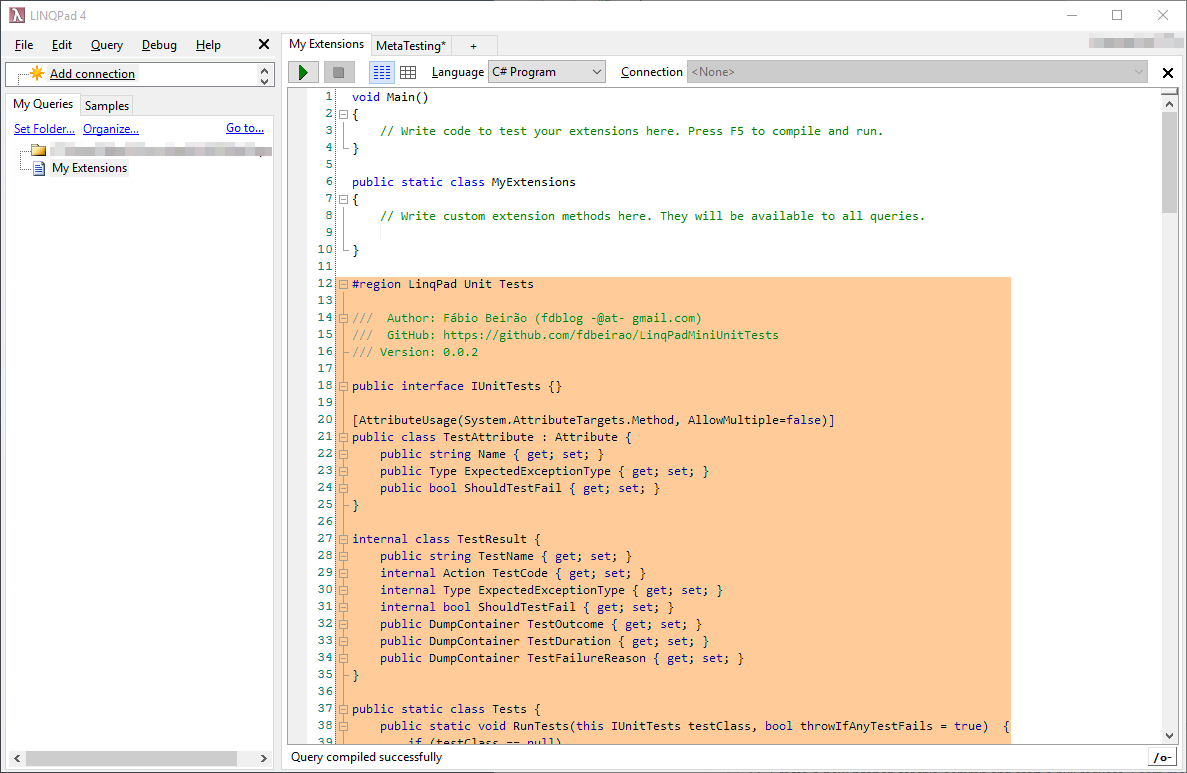 LINQPad 4
File Edit Query Debug Help
Add connection
My Queries Samples
Set Folder... Organize... Go to...
My Extensions
My Extensions MetaTesting* +
Language C# Program Connection <None>
1 void Main()
2 {
3 // Write code to test your extensions here. Press F5 to compile and run.
4 }
5
6 public static class MyExtensions
7 {
8 // Write custom extension methods here. They will be available to all queries.
9
10 }
11
12 #region LinqPad Unit Tests
13
14 /// Author: Fábio Beirão (fdblog -@at- gmail.com)
15 /// GitHub: https://github.com/fdbeirao/LinqPadMiniUnitTests
16 /// Version: 0.0.2
17
18 public interface IUnitTests {}
19
20 [AttributeUsage(System.AttributeTargets.Method, AllowMultiple=false)]
21 public class TestAttribute : Attribute {
22 public string Name { get; set; }
23 public Type ExpectedExceptionType { get; set; }
24 public bool ShouldTestFail { get; set; }
25 }
26
27 internal class TestResult {
28 public string TestName { get; set; }
29 internal Action TestCode { get; set; }
30 internal Type ExpectedExceptionType { get; set; }
31 internal bool ShouldTestFail { get; set; }
32 public DumpContainer TestOutcome { get; set; }
33 public DumpContainer TestDuration { get; set; }
34 public DumpContainer TestFailureReason { get; set; }
35 }
36
37 public static class Tests {
38 public static void RunTests(this IUnitTests testClass, bool throwIfAnyTestFails = true) {
39 if (testClass == null)
Query compiled successfully
/o-